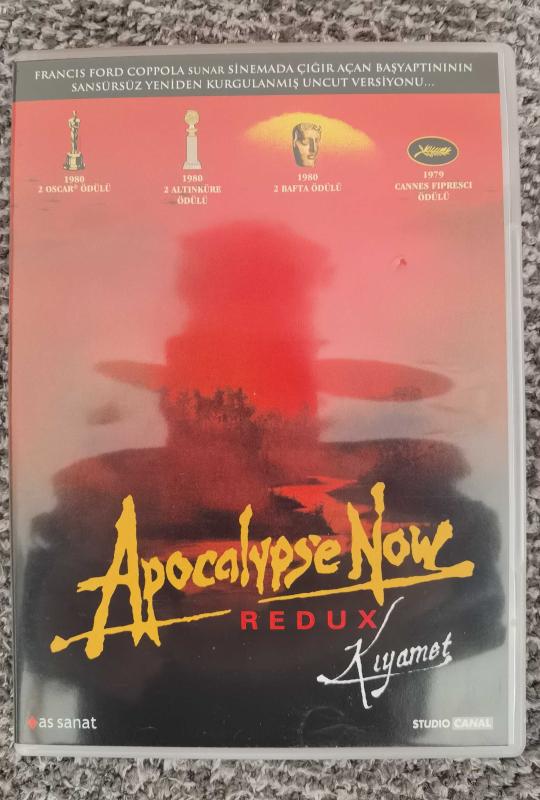 FRANCIS FORD COPPOLA SUNAR SİNEMADA ÇIĞIR AÇAN BAŞYAPTINININ
SANSÜRSÜZ YENİDEN KURGULANMIŞ UNCUT VERSİYONU...
1980
2 OSCAR® ÖDÜLÜ
1980
2 ALTINKÜRE
ÖDÜLÜ
1980
2 BAFTA ÖDÜLÜ
1979
CANNES FIPRESCI
ÖDÜLÜ
Apocalypse Now
REDUX
Kıyamet
as sanat
STUDIO CANAL